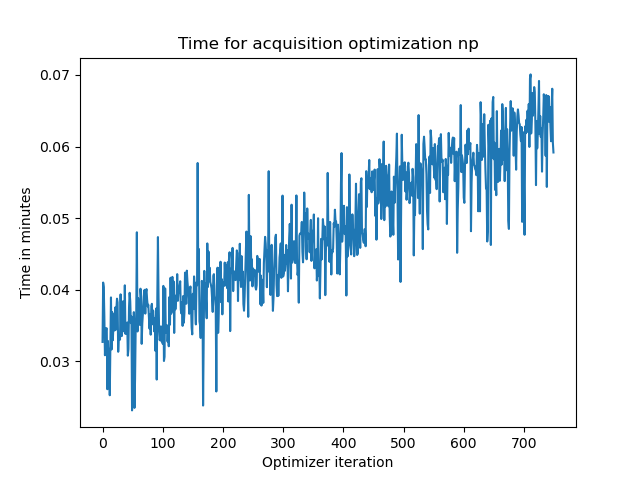 Time for acquisition optimization np
0.07
0.06
0.05
0.04
0.03
Time in minutes
0 100 200 300 400 500 600 700
Optimizer iteration